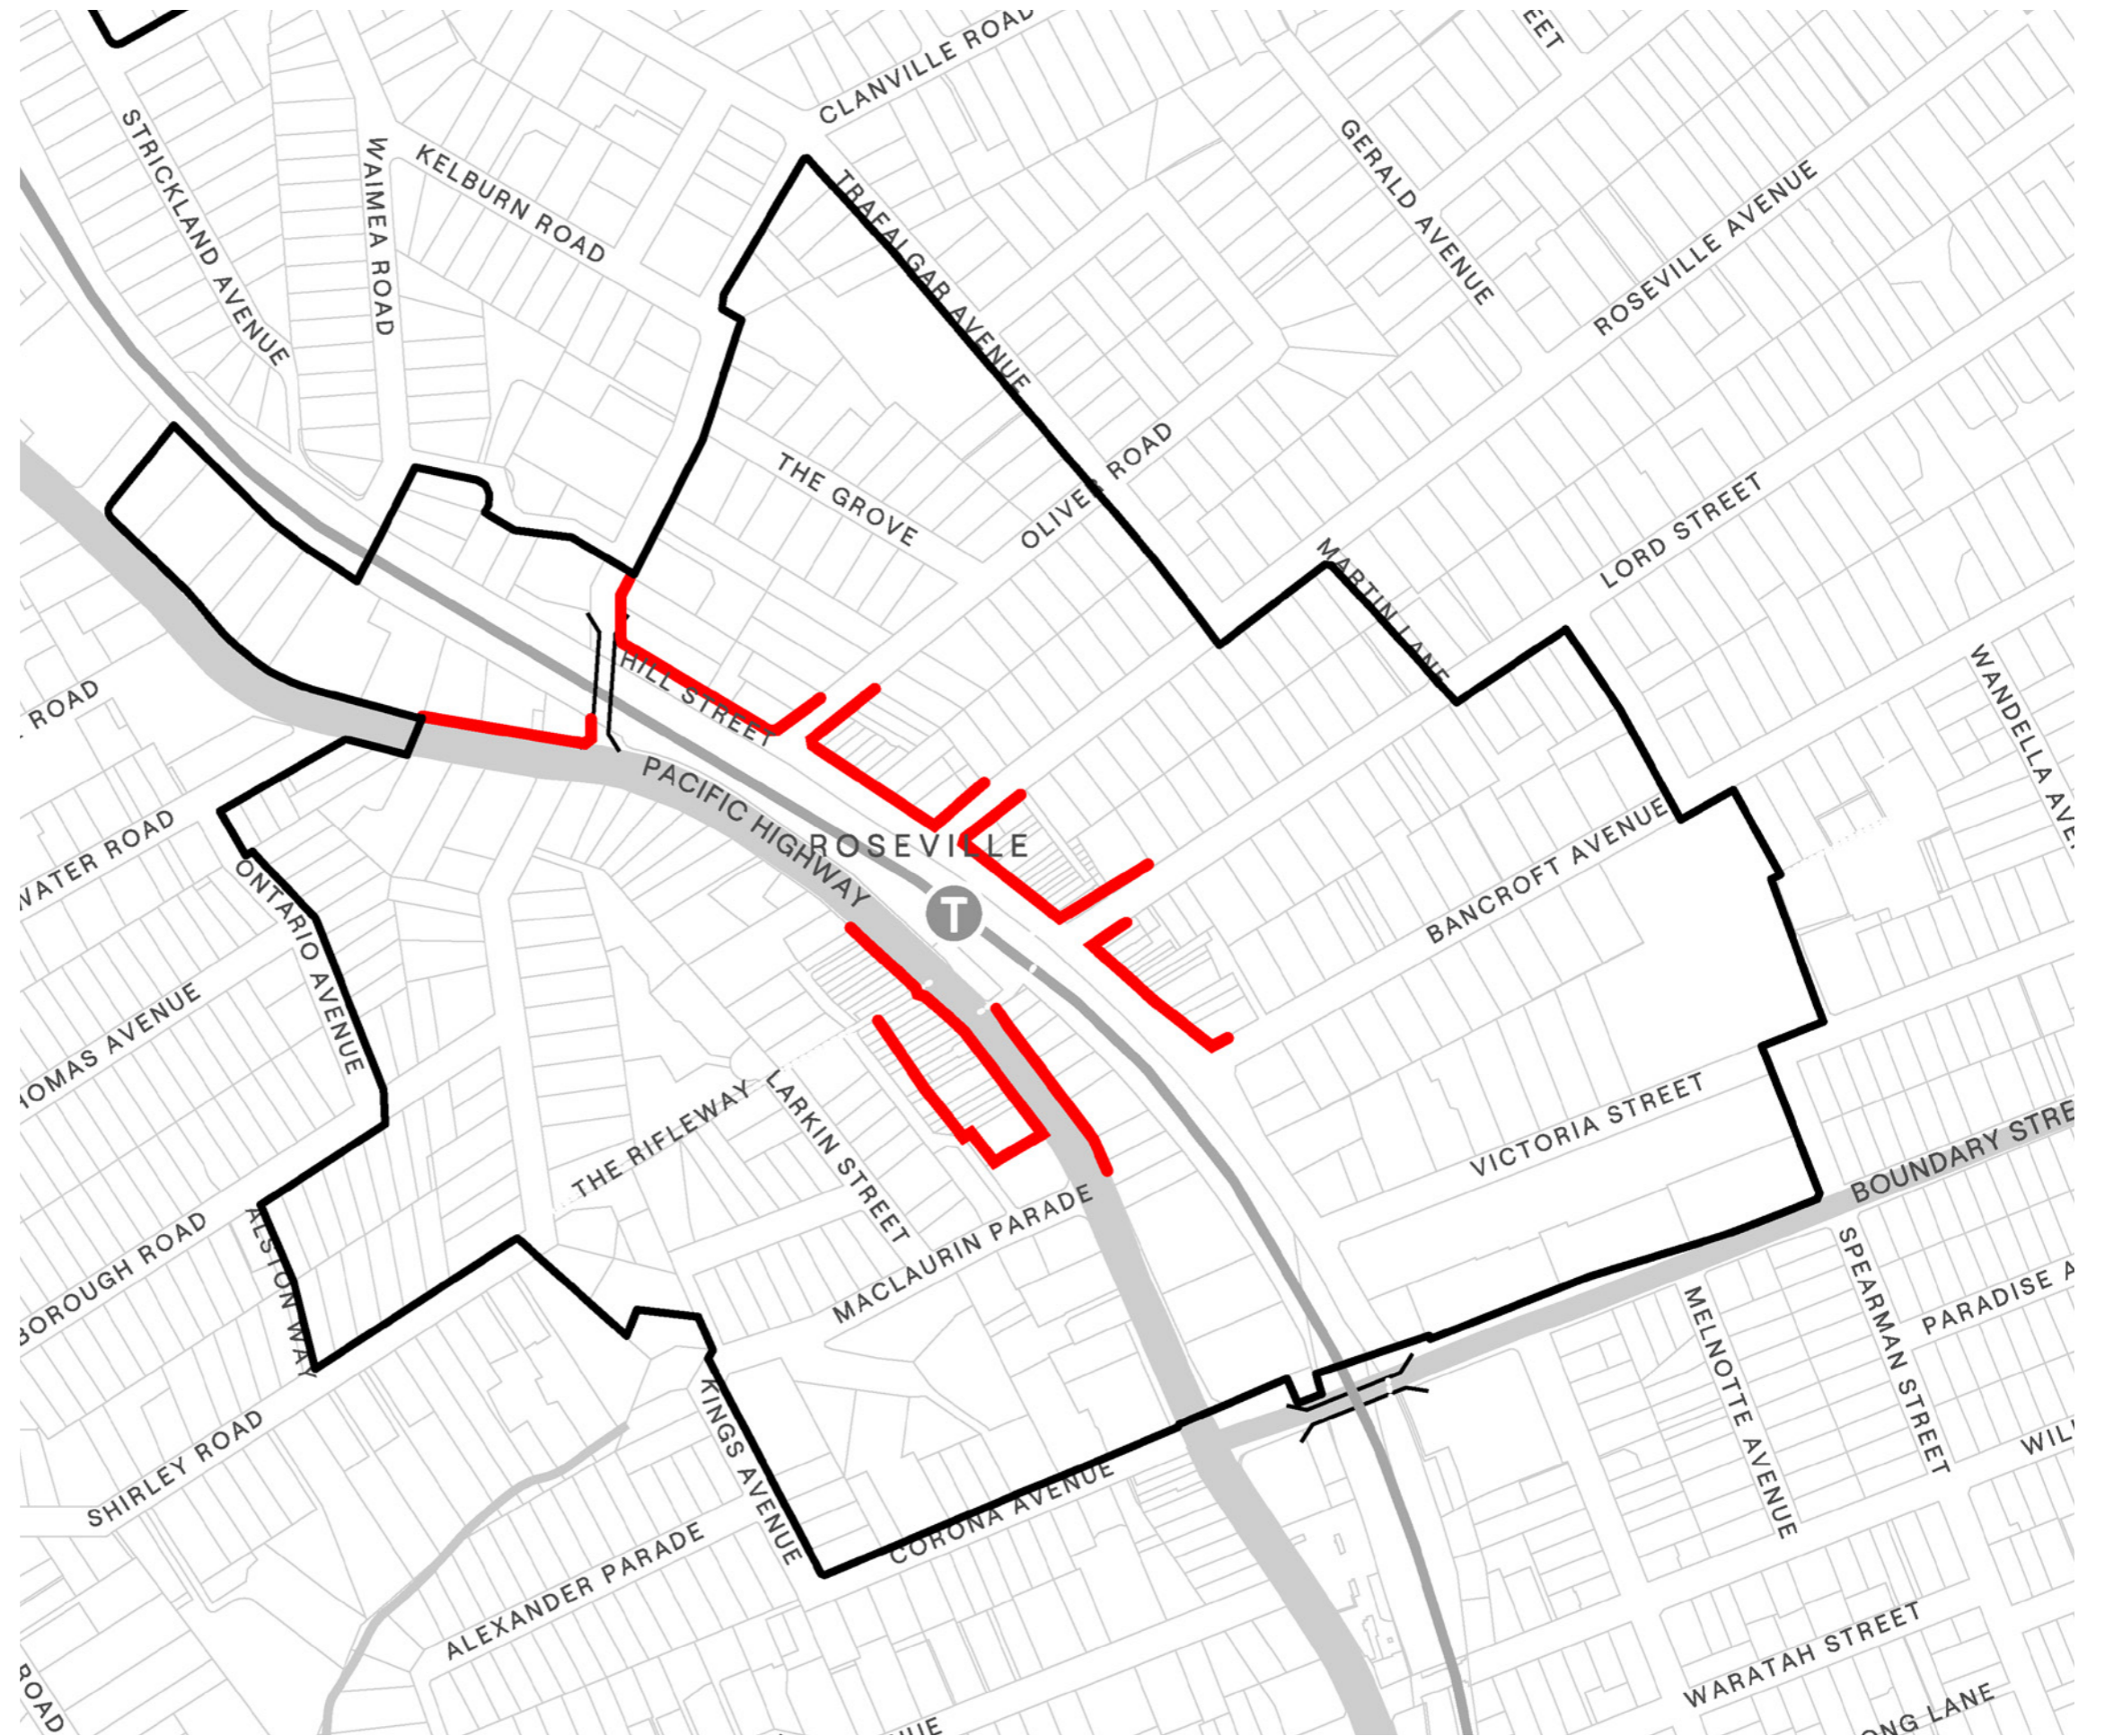 CLANVILLE ROAD
STRICKLAND AVENUE
WAIMEA ROAD
KELBURN ROAD
TRAFALGAR AVENUE
GERALD AVENUE
ROSEVILLE AVENUE
THE GROVE
OLIVER ROAD
MARTIN LANE
LORD STREET
ROAD
HILL STREET
WANDELLA AVE
PACIFIC HIGHWAY
ROSEVILLE
T
WATER ROAD
ONTARIO AVENUE
BANCROFT AVENUE
HOMAS AVENUE
THE RIFLEWAY
LARKIN STREET
VICTORIA STREET
BOUNDARY STRE
MACLAURIN PARADE
BOROUGH ROAD
ALSTON WAY
SPEARMAN STREET
PARADISE A
MELNOTTE AVENUE
KINGS AVENUE
SHIRLEY ROAD
CORONA AVENUE
WIL
ALEXANDER PARADE
WARATAH STREET
ROAD
NUE
ONG LANE